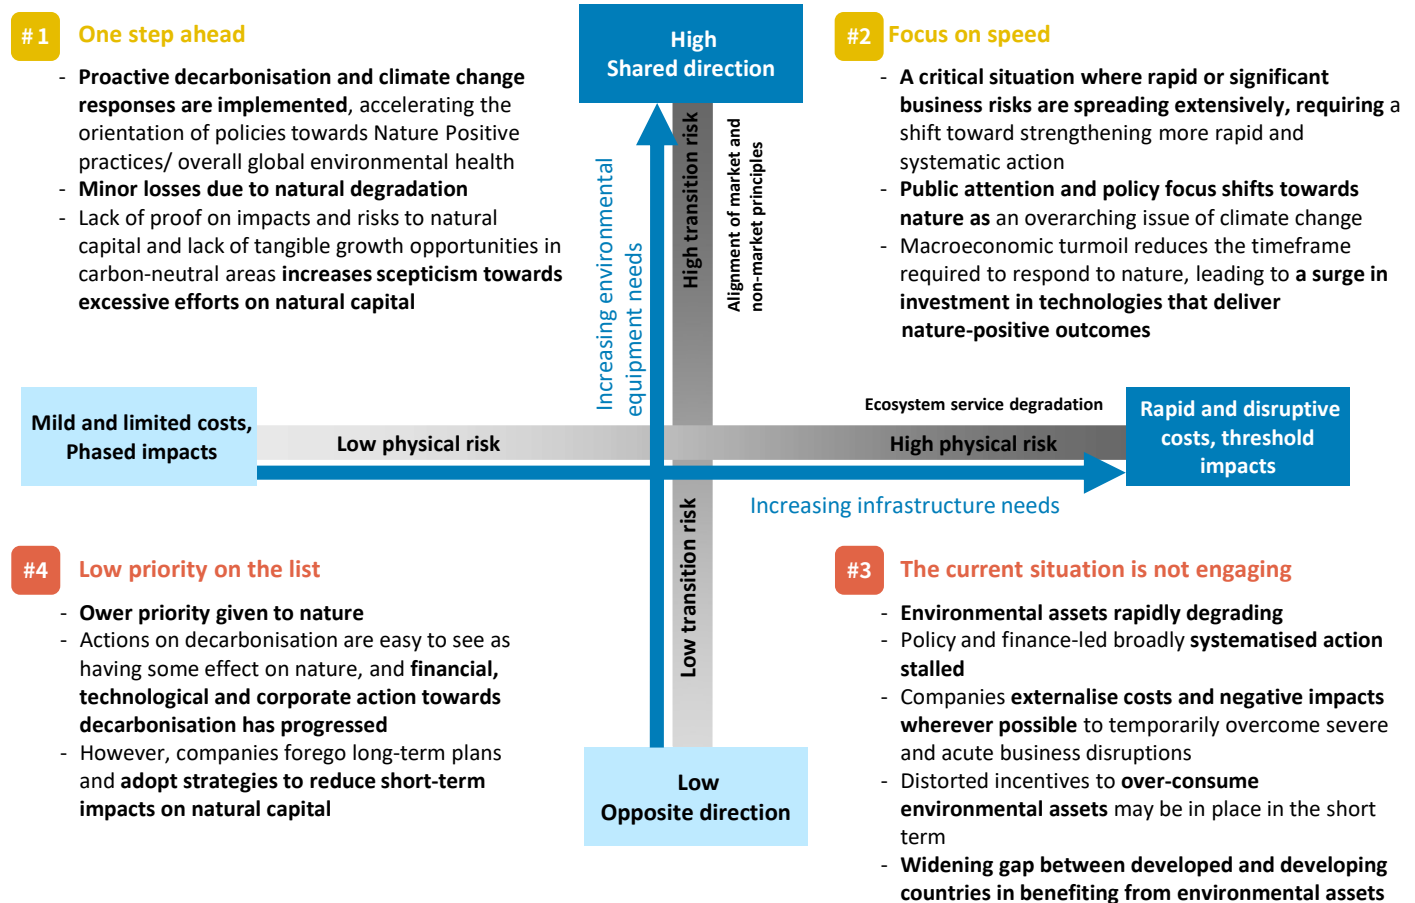 #1 One step ahead
- Proactive decarbonisation and climate change
responses are implemented, accelerating the
orientation of policies towards Nature Positive
practices/ overall global environmental health
- Minor losses due to natural degradation
- Lack of proof on impacts and risks to natural
capital and lack of tangible growth opportunities in
carbon-neutral areas increases scepticism towards
excessive efforts on natural capital
High
Shared direction
Increasing environmental
equipment needs
High transition risk
Alignment of market and
non-market principles
#2 Focus on speed
- A critical situation where rapid or significant
business risks are spreading extensively, requiring a
shift toward strengthening more rapid and
systematic action
- Public attention and policy focus shifts towards
nature as an overarching issue of climate change
- Macroeconomic turmoil reduces the timeframe
required to respond to nature, leading to a surge in
investment in technologies that deliver
nature-positive outcomes
Mild and limited costs,
Phased impacts
Low physical risk
Ecosystem service degradation
High physical risk
Rapid and disruptive
costs, threshold
impacts
Increasing infrastructure needs
#4 Low priority on the list
- Ower priority given to nature
- Actions on decarbonisation are easy to see as
having some effect on nature, and financial,
technological and corporate action towards
decarbonisation has progressed
- However, companies forego long-term plans
and adopt strategies to reduce short-term
impacts on natural capital
Low transition risk
Low
Opposite direction
#3 The current situation is not engaging
- Environmental assets rapidly degrading
- Policy and finance-led broadly systematised action
stalled
- Companies externalise costs and negative impacts
wherever possible to temporarily overcome severe
and acute business disruptions
- Distorted incentives to over-consume
environmental assets may be in place in the short
term
- Widening gap between developed and developing
countries in benefiting from environmental assets